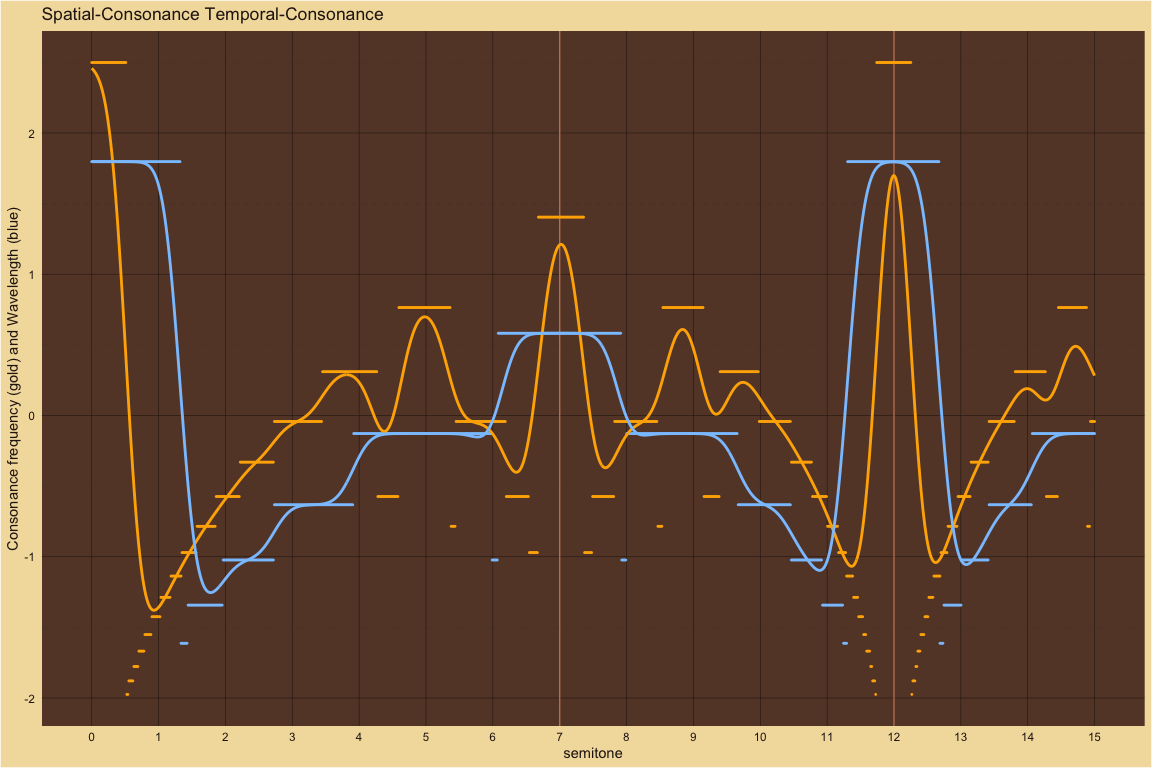 Spatial-Consonance Temporal-Consonance
Consonance frequency (gold) and Wavelength (blue)
2
1
0
-1
-2
0 1 2 3 4 5 6 7 8 9 10 11 12 13 14 15
semitone